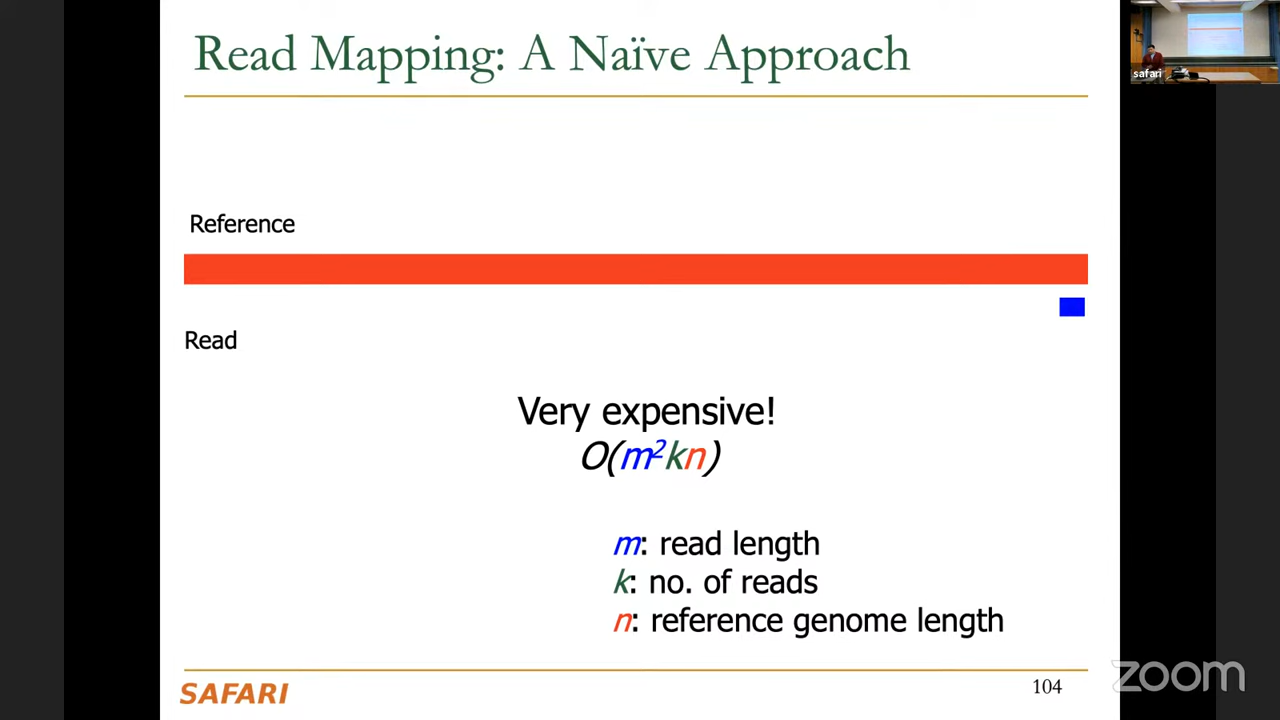 Read Mapping: A Naïve Approach
safari
Reference
Read
Very expensive!
O(m²kn)
m: read length
k: no. of reads
n: reference genome length
SAFARI
104
zoom